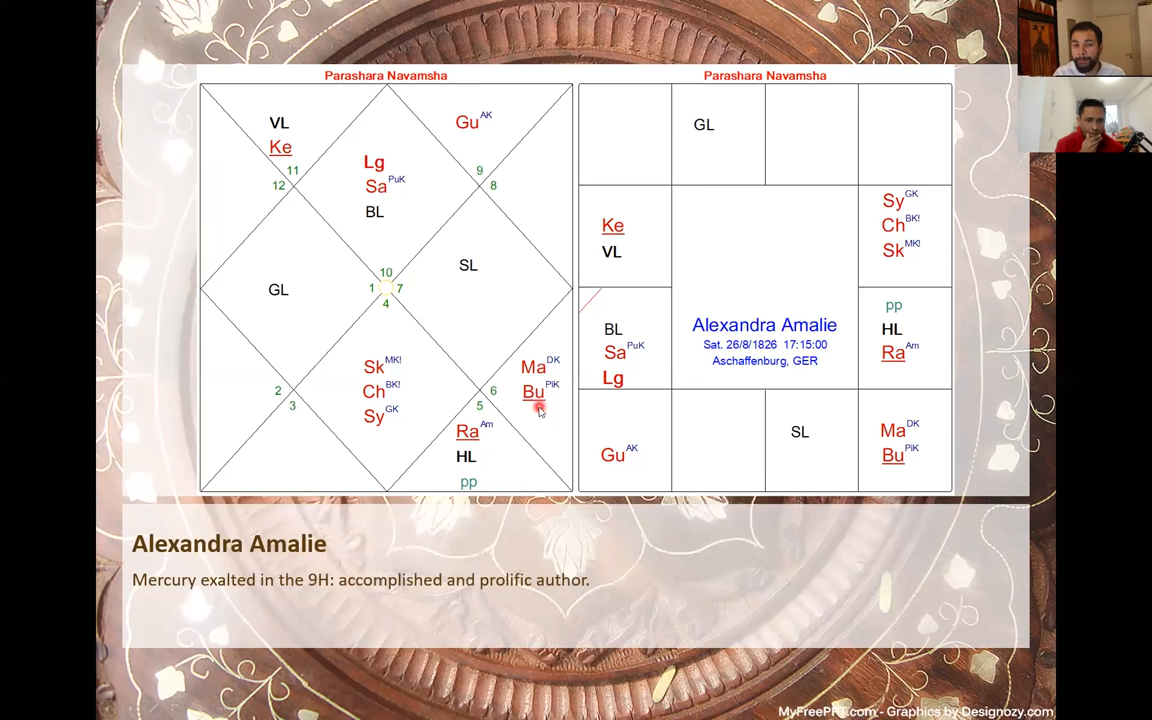 Parashara Navamsha
VL
Ke
Gu AK
11
12
Lg
Sa PuK
BL
9
8
GL
10
1 7
4
SL
2
3
Sk MK!
Ch BK!
Sy GK
6
5
Ma DK
Bu PiK
Ra Am
HL
pp
Parashara Navamsha
GL
Ke
VL
Sy GK
Ch BK!
Sk MK!
BL
Sa PuK
Lg
Alexandra Amalie
Sat. 26/8/1826 17:15:00
Aschaffenburg, GER
pp
HL
Ra Am
Gu AK
SL
Ma DK
Bu PiK
Alexandra Amalie
Mercury exalted in the 9H: accomplished and prolific author.
MyFreePPT.com - Graphics by Designozy.com